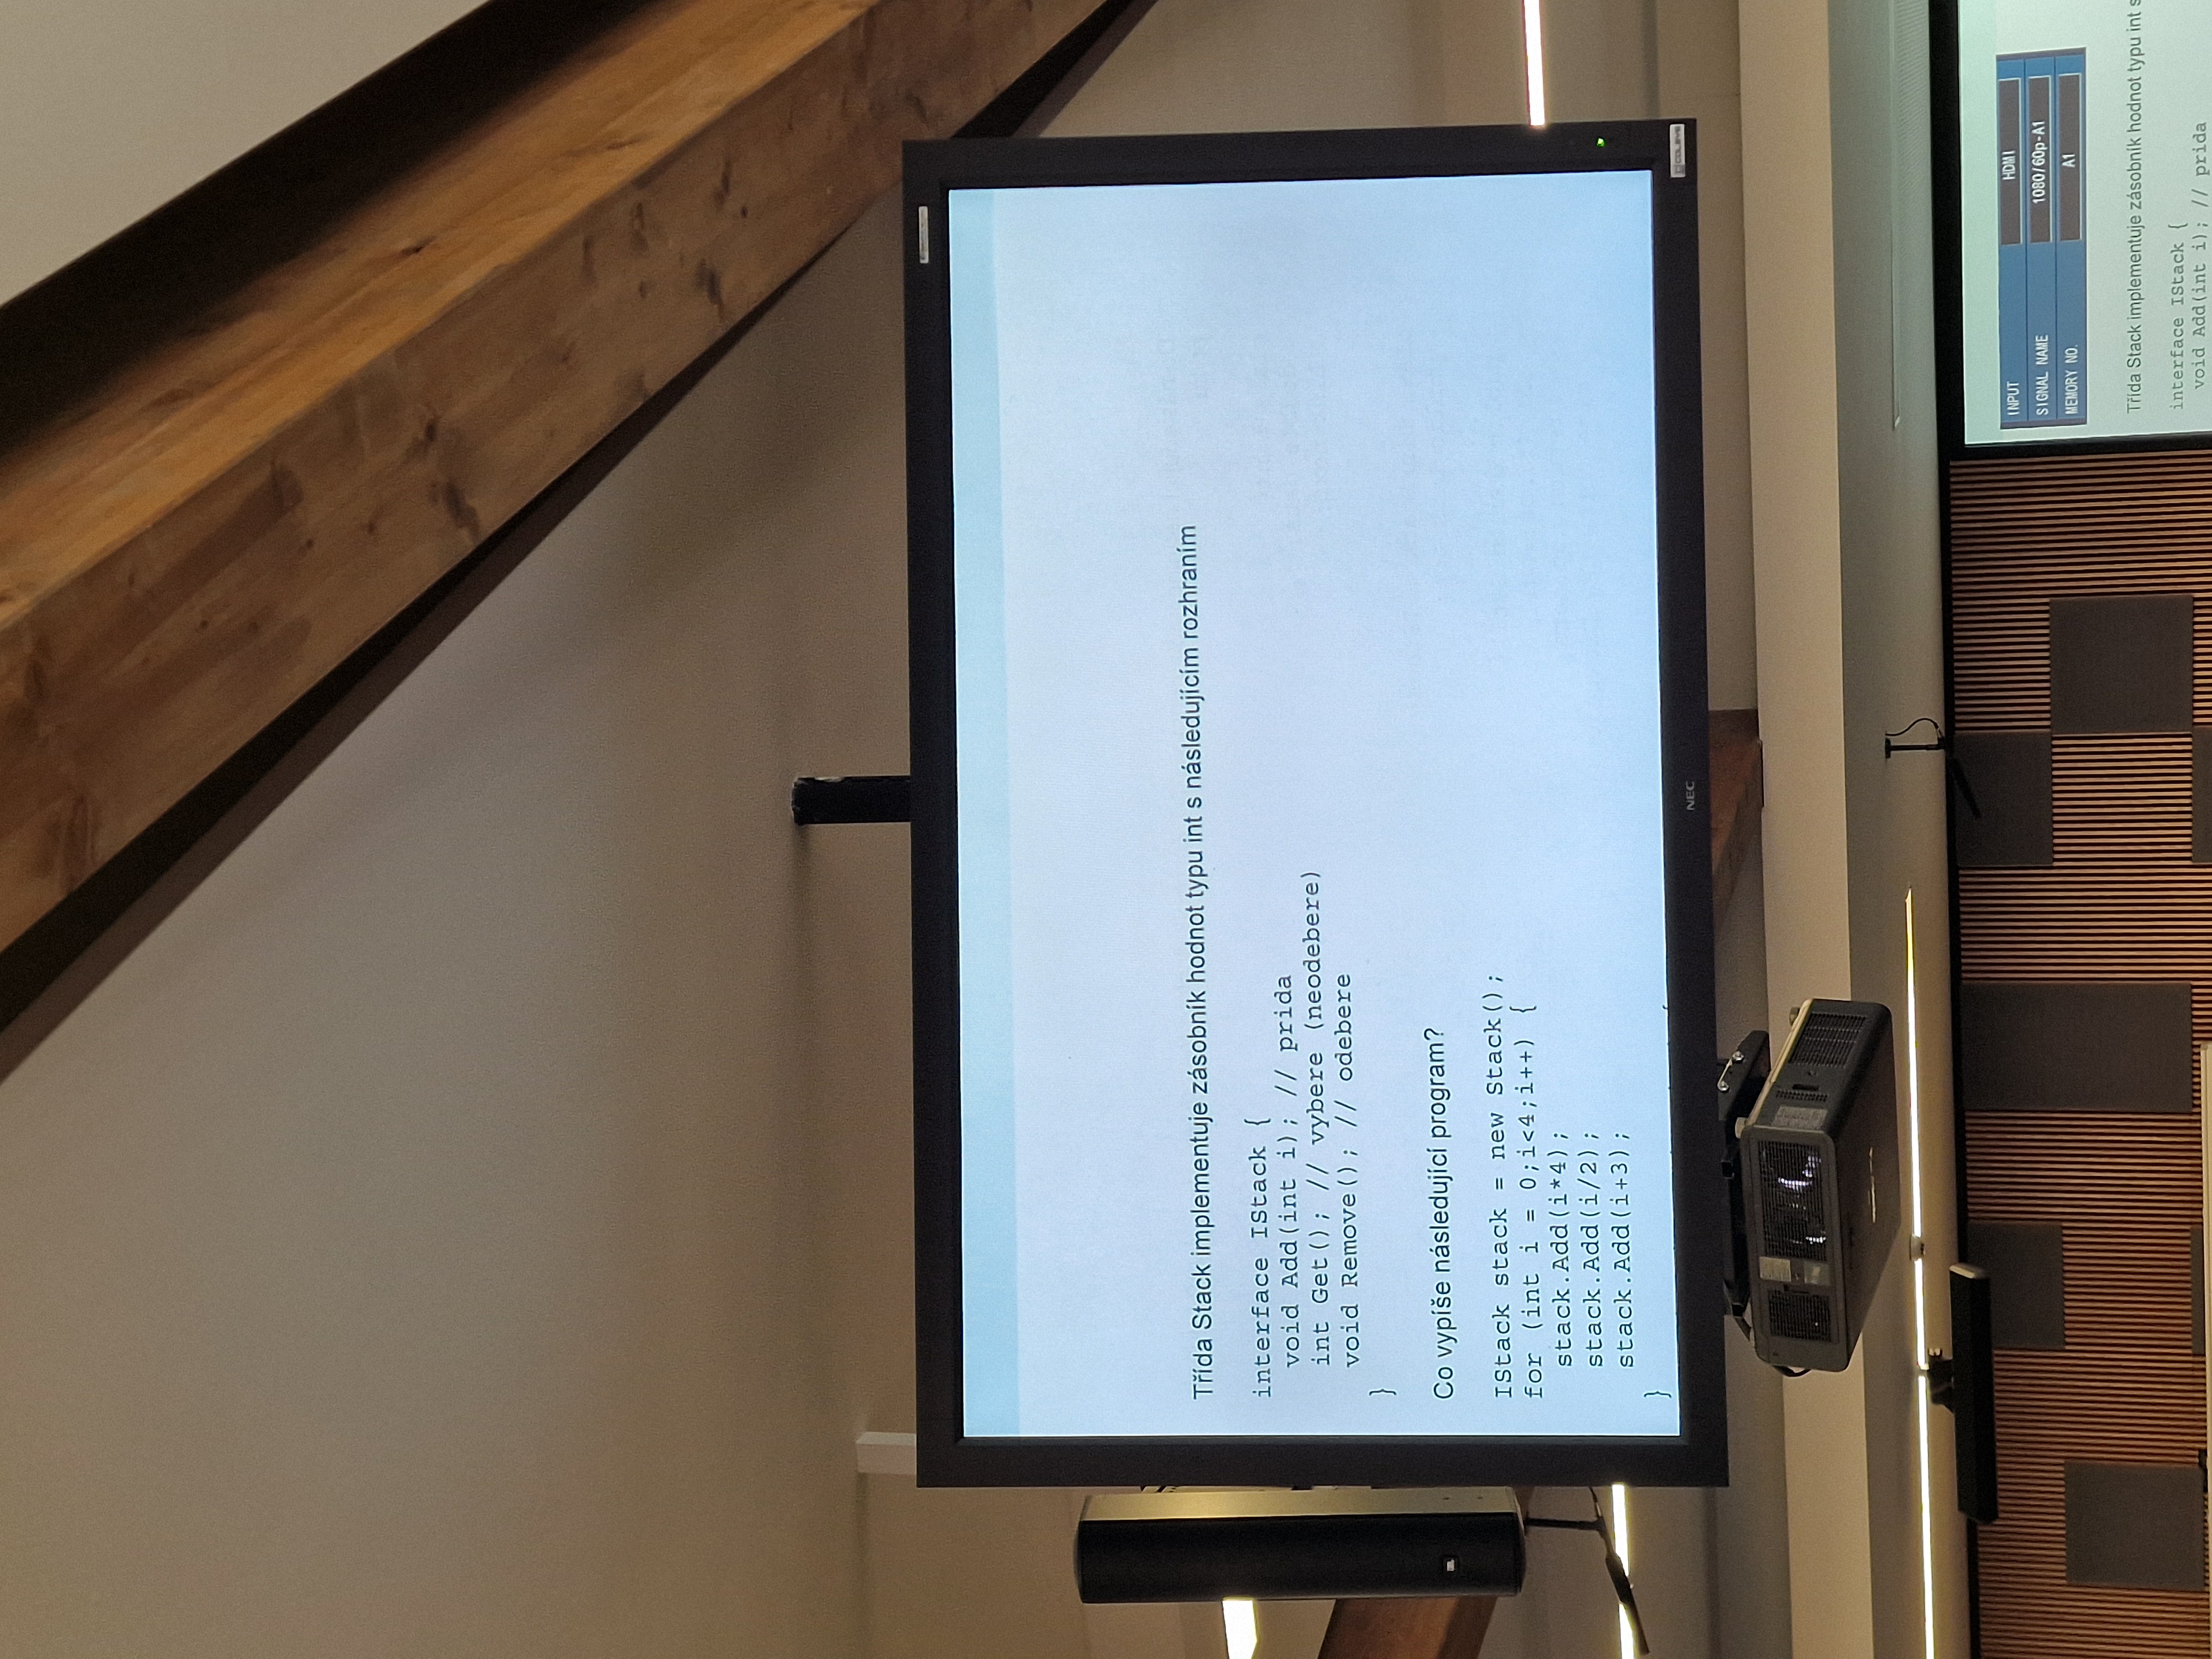 Třída Stack implementuje zásobník hodnot typu int s následujícím rozhraním
interface IStack {
void Add(int i); // prida
int Get(); // vybere (neodebere)
void Remove(); // odebere
}
Co vypíše následující program?
IStack stack = new Stack();
for (int i = 0;i<4;i++) {
stack.Add(i*4);
stack.Add(i/2);
stack.Add(i+3);
}
NEC
COLSYS
JBL
INPUT HDMI
SIGNAL NAME 1080/60p-A1
MEMORY NO. A1
Třída Stack implementuje zásobník hodnot typu int s
interface IStack {
void Add(int i); // prida